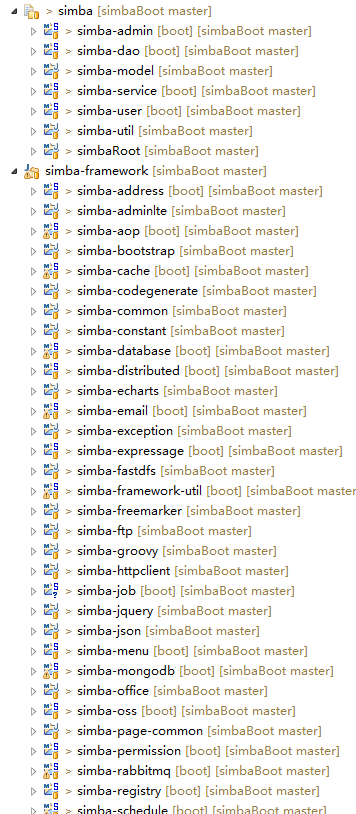 > simba [simbaBoot master]
> simba-admin [boot] [simbaBoot master]
> simba-dao [boot] [simbaBoot master]
> simba-model [boot] [simbaBoot master]
> simba-service [boot] [simbaBoot master]
> simba-user [boot] [simbaBoot master]
> simba-util [boot] [simbaBoot master]
> simbaRoot [boot] [simbaBoot master]
simba-framework [simbaBoot master]
> simba-address [boot] [simbaBoot master]
> simba-adminlte [simbaBoot master]
> simba-aop [boot] [simbaBoot master]
> simba-bootstrap [simbaBoot master]
> simba-cache [boot] [simbaBoot master]
> simba-codegenerate [simbaBoot master]
> simba-common [simbaBoot master]
> simba-constant [simbaBoot master]
> simba-database [boot] [simbaBoot master]
> simba-distributed [boot] [simbaBoot master]
> simba-echarts [simbaBoot master]
> simba-email [boot] [simbaBoot master]
> simba-exception [simbaBoot master]
> simba-expressage [boot] [simbaBoot master]
> simba-fastdfs [simbaBoot master]
> simba-framework-util [boot] [simbaBoot master]
> simba-freemarker [simbaBoot master]
> simba-ftp [simbaBoot master]
> simba-groovy [simbaBoot master]
> simba-httpclient [simbaBoot master]
> simba-job [boot] [simbaBoot master]
> simba-jquery [simbaBoot master]
> simba-json [simbaBoot master]
> simba-menu [boot] [simbaBoot master]
> simba-mongodb [boot] [simbaBoot master]
> simba-office [simbaBoot master]
> simba-oss [boot] [simbaBoot master]
> simba-page-common [simbaBoot master]
> simba-permission [boot] [simbaBoot master]
> simba-rabbitmq [boot] [simbaBoot master]
> simba-registry [boot] [simbaBoot master]
> simba-schedule [boot] [simbaBoot master]